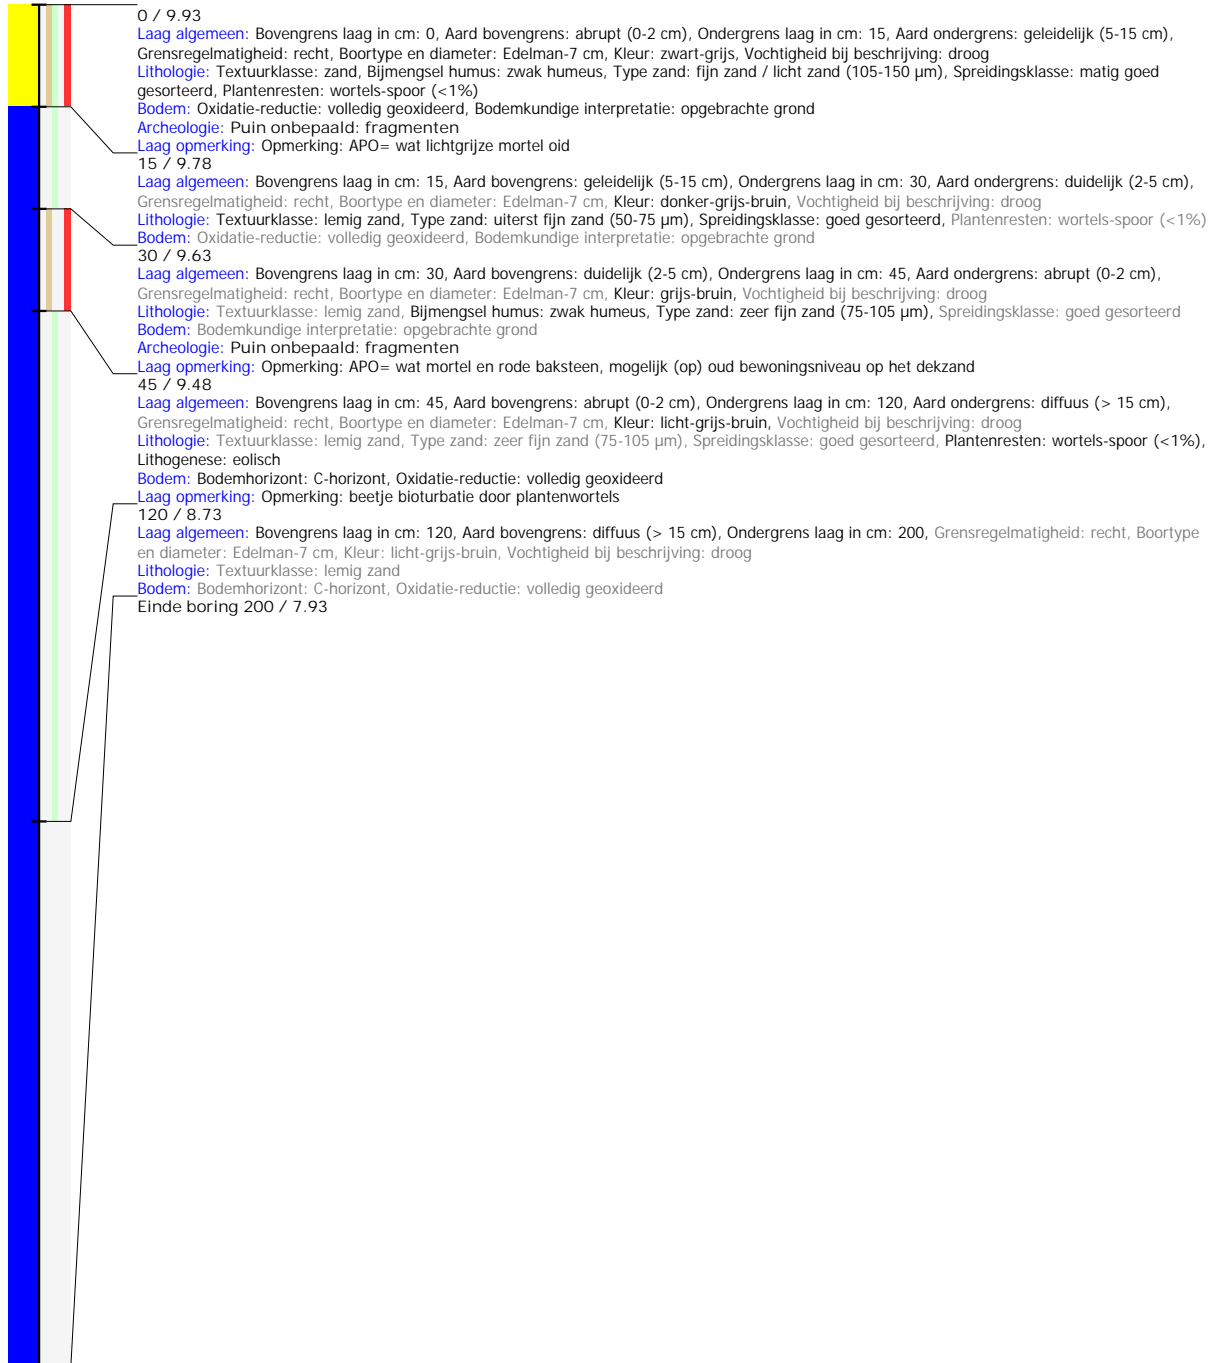 0 / 9.93
Laag algemeen: Bovengrens laag in cm: 0, Aard bovengrens: abrupt (0-2 cm), Ondergrens laag in cm: 15, Aard ondergrens: geleidelijk (5-15 cm),
Grensregelmatigheid: recht, Boortype en diameter: Edelman-7 cm, Kleur: zwart-grijs, Vochtigheid bij beschrijving: droog
Lithologie: Textuurklasse: zand, Bijmengsel humus: zwak humeus, Type zand: fijn zand / licht zand (105-150 µm), Spreidingsklasse: matig goed
gesorteerd, Plantenresten: wortels-spoor (<1%)
Bodem: Oxidatie-reductie: volledig geoxideerd, Bodemkundige interpretatie: opgebrachte grond
Archeologie: Puin onbepaald: fragmenten
Laag opmerking: Opmerking: APO= wat lichtgrijze mortel oid
15 / 9.78
Laag algemeen: Bovengrens laag in cm: 15, Aard bovengrens: geleidelijk (5-15 cm), Ondergrens laag in cm: 30, Aard ondergrens: duidelijk (2-5 cm),
Grensregelmatigheid: recht, Boortype en diameter: Edelman-7 cm, Kleur: donker-grijs-bruin, Vochtigheid bij beschrijving: droog
Lithologie: Textuurklasse: lemig zand, Type zand: uiterst fijn zand (50-75 µm), Spreidingsklasse: goed gesorteerd, Plantenresten: wortels-spoor (<1%)
Bodem: Oxidatie-reductie: volledig geoxideerd, Bodemkundige interpretatie: opgebrachte grond
30 / 9.63
Laag algemeen: Bovengrens laag in cm: 30, Aard bovengrens: duidelijk (2-5 cm), Ondergrens laag in cm: 45, Aard ondergrens: abrupt (0-2 cm),
Grensregelmatigheid: recht, Boortype en diameter: Edelman-7 cm, Kleur: grijs-bruin, Vochtigheid bij beschrijving: droog
Lithologie: Textuurklasse: lemig zand, Bijmengsel humus: zwak humeus, Type zand: zeer fijn zand (75-105 µm), Spreidingsklasse: goed gesorteerd
Bodem: Bodemkundige interpretatie: opgebrachte grond
Archeologie: Puin onbepaald: fragmenten
Laag opmerking: Opmerking: APO= wat mortel en rode baksteen, mogelijk (op) oud bewoningsniveau op het dekzand
45 / 9.48
Laag algemeen: Bovengrens laag in cm: 45, Aard bovengrens: abrupt (0-2 cm), Ondergrens laag in cm: 120, Aard ondergrens: diffuus (> 15 cm),
Grensregelmatigheid: recht, Boortype en diameter: Edelman-7 cm, Kleur: licht-grijs-bruin, Vochtigheid bij beschrijving: droog
Lithologie: Textuurklasse: lemig zand, Type zand: zeer fijn zand (75-105 µm), Spreidingsklasse: goed gesorteerd, Plantenresten: wortels-spoor (<1%),
Lithogenese: eolisch
Bodem: Bodemhorizont: C-horizont, Oxidatie-reductie: volledig geoxideerd
Laag opmerking: Opmerking: beetje bioturbatie door plantenwortels
120 / 8.73
Laag algemeen: Bovengrens laag in cm: 120, Aard bovengrens: diffuus (> 15 cm), Ondergrens laag in cm: 200, Grensregelmatigheid: recht, Boortype
en diameter: Edelman-7 cm, Kleur: licht-grijs-bruin, Vochtigheid bij beschrijving: droog
Lithologie: Textuurklasse: lemig zand
Bodem: Bodemhorizont: C-horizont, Oxidatie-reductie: volledig geoxideerd
Einde boring 200 / 7.93